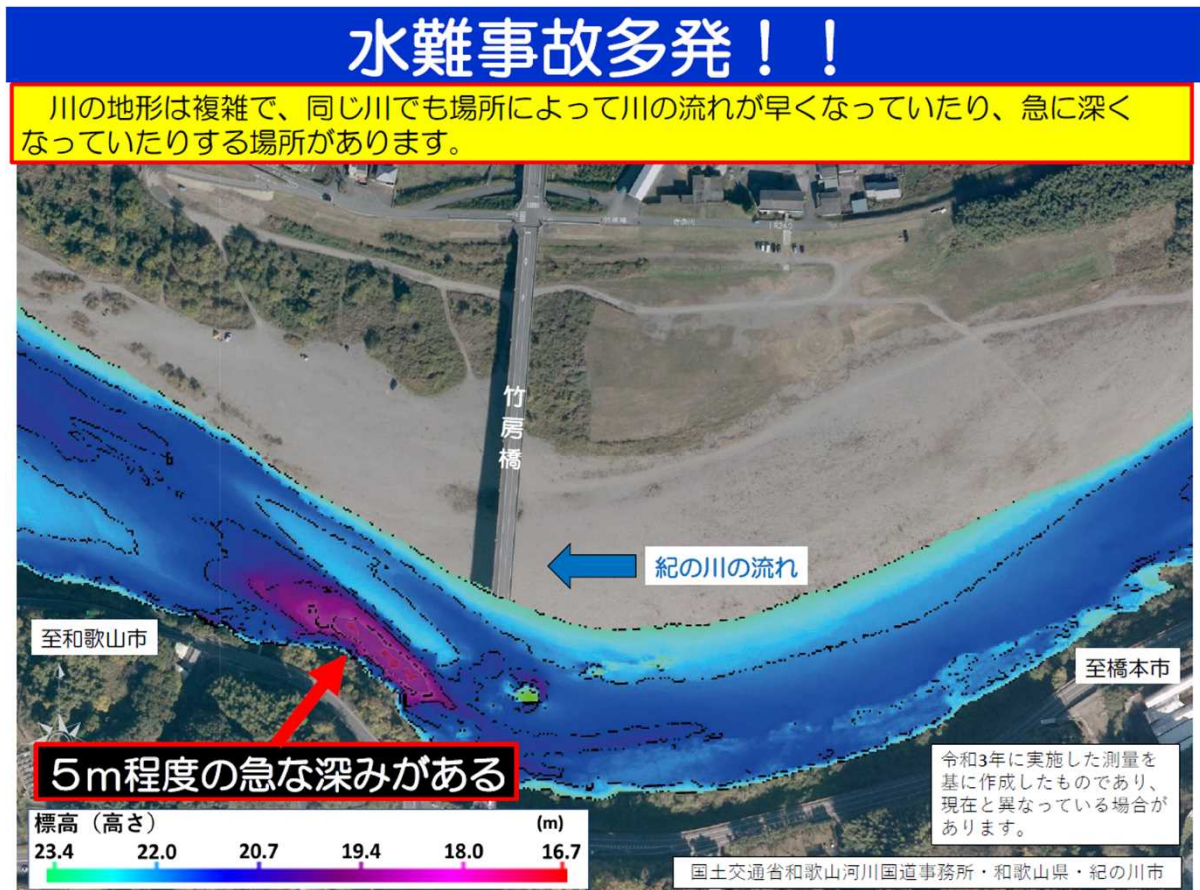 水難事故多発！！
川の地形は複雑で、同じ川でも場所によって川の流れが早くなっていたり、急に深く
なっていたりする場所があります。
竹房橋
紀の川の流れ
至和歌山市
至橋本市
５ｍ程度の急な深みがある
令和3年に実施した測量を
基に作成したものであり、
現在と異なっている場合が
あります。
標高（高さ） (m)
23.4 22.0 20.7 19.4 18.0 16.7
国土交通省和歌山河川国道事務所・和歌山県・紀の川市